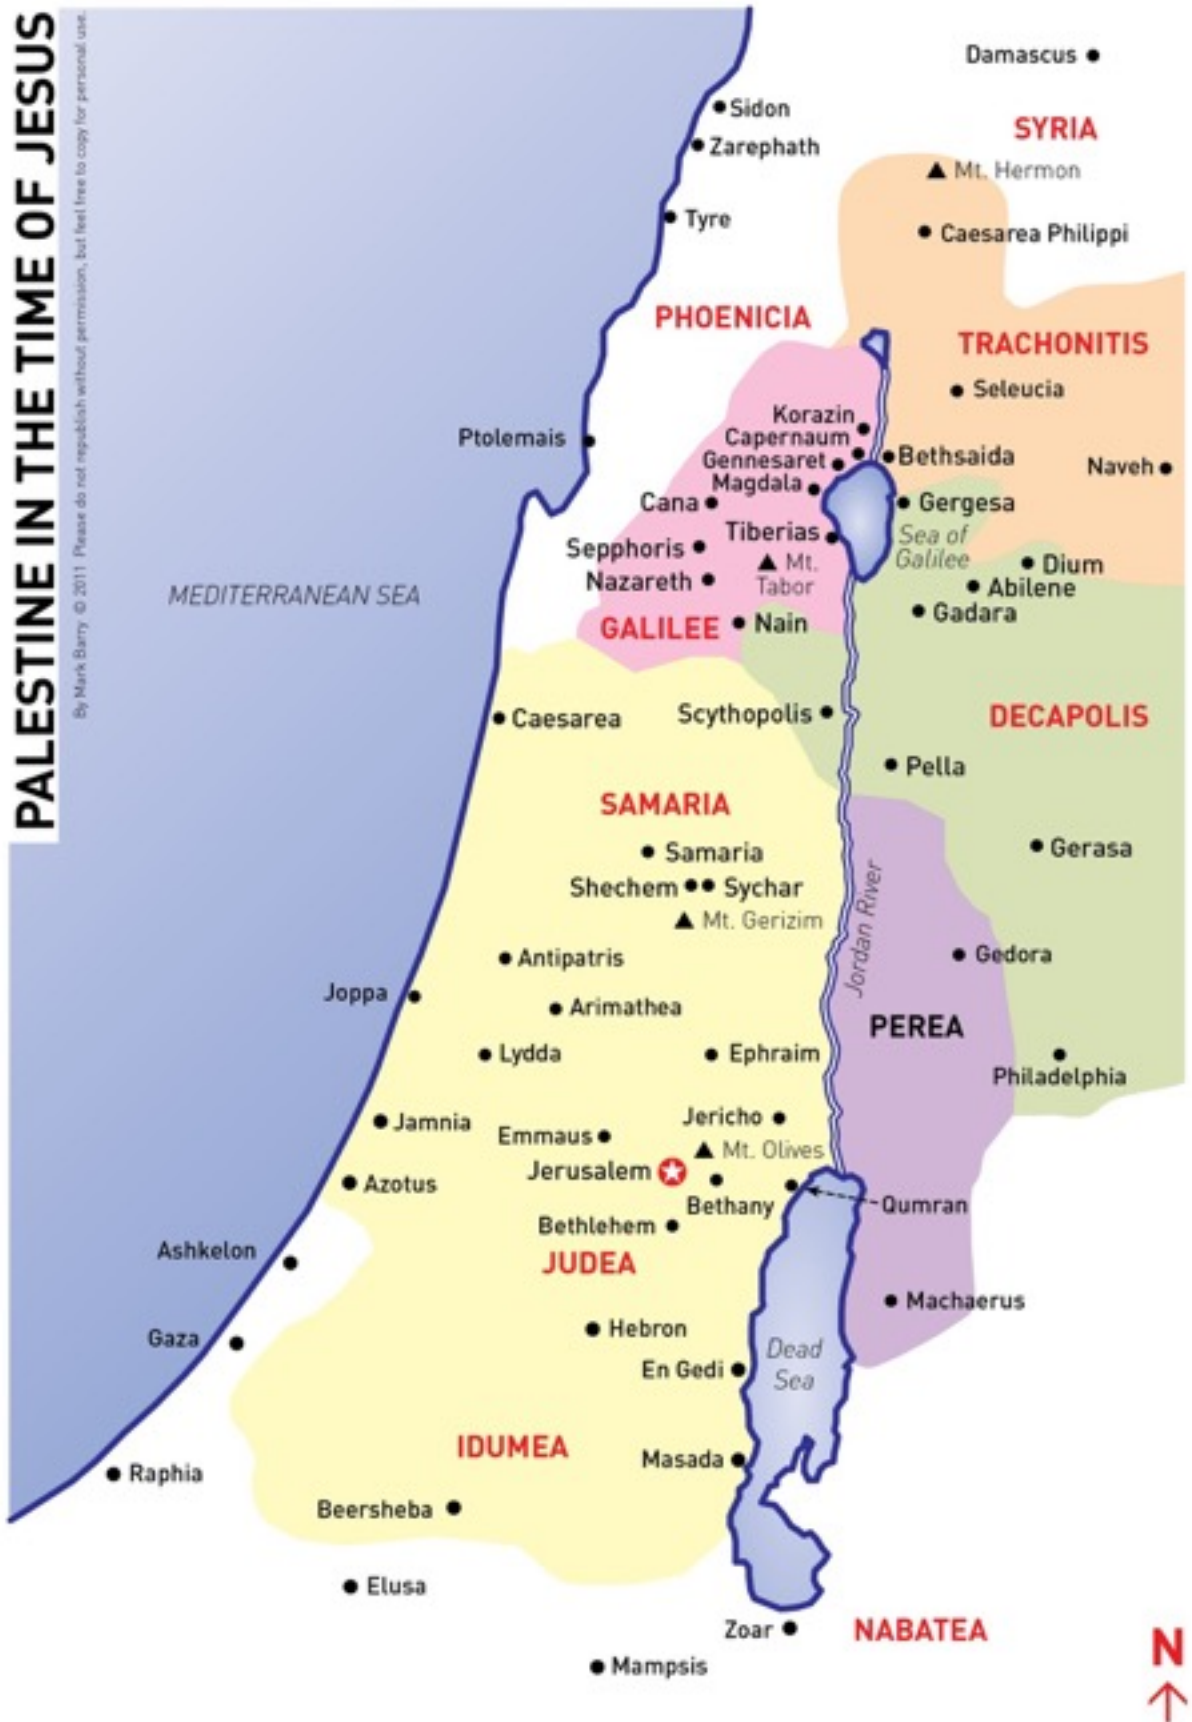 PALESTINE IN THE TIME OF JESUS
By Mark Barry © 2011 Please do not republish without permission, but feel free to copy for personal use.
Damascus
Sidon
SYRIA
Zarephath
Mt. Hermon
Tyre
Caesarea Philippi
PHOENICIA
TRACHONITIS
Seleucia
Korazin
Ptolemais
Capernaum
Bethsaida
Gennesaret
Naveh
Magdala
Cana
Gergesa
Tiberias
Sea of
Galilee
Sepphoris
Mt.
Tabor
Dium
Nazareth
Abilene
MEDITERRANEAN SEA
Gadara
GALILEE
Nain
Caesarea
Scythopolis
DECAPOLIS
Pella
SAMARIA
Samaria
Gerasa
Shechem
Sychar
Mt. Gerizim
Jordan River
Antipatris
Gedora
Joppa
Arimathea
PEREA
Lydda
Ephraim
Philadelphia
Jamnia
Jericho
Emmaus
Mt. Olives
Jerusalem
Azotus
Bethany
Qumran
Bethlehem
Ashkelon
JUDEA
Machaerus
Gaza
Hebron
Dead
Sea
En Gedi
IDUMEA
Masada
Raphia
Beersheba
Elusa
Zoar
NABATEA
Mampsis
N